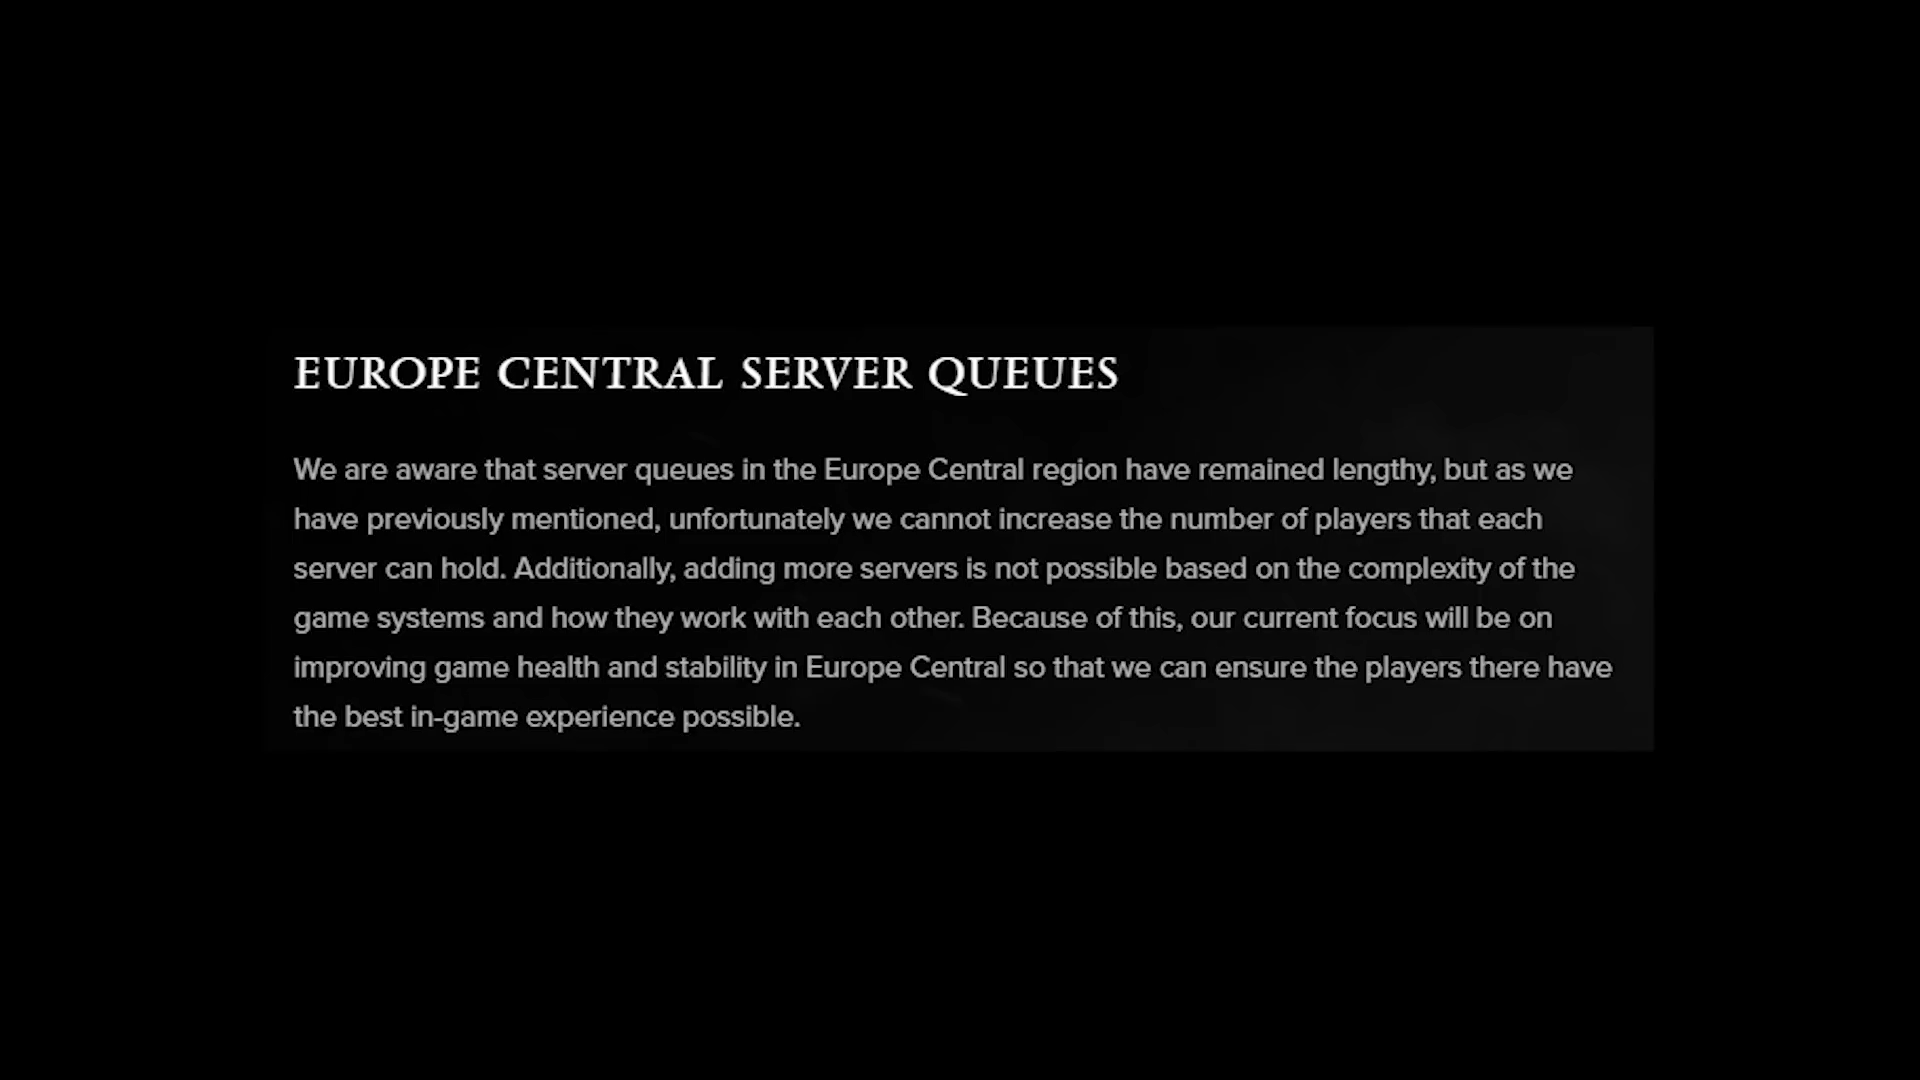 EUROPE CENTRAL SERVER QUEUES
We are aware that server queues in the Europe Central region have remained lengthy, but as we
have previously mentioned, unfortunately we cannot increase the number of players that each
server can hold. Additionally, adding more servers is not possible based on the complexity of the
game systems and how they work with each other. Because of this, our current focus will be on
improving game health and stability in Europe Central so that we can ensure the players there have
the best in-game experience possible.